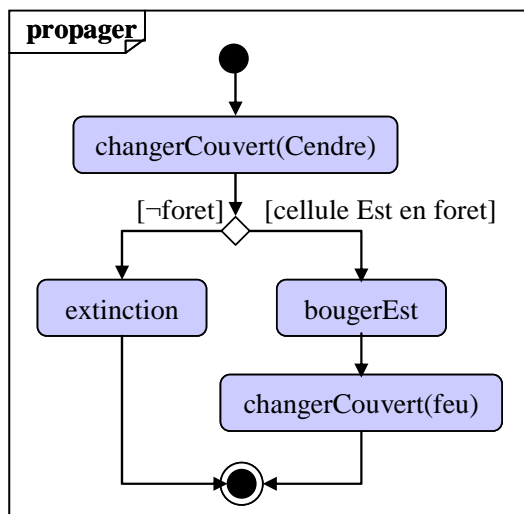 propager
changerCouvert(Cendre)
[¬foret] [cellule Est en foret]
extinction
bougerEst
changerCouvert(feu)